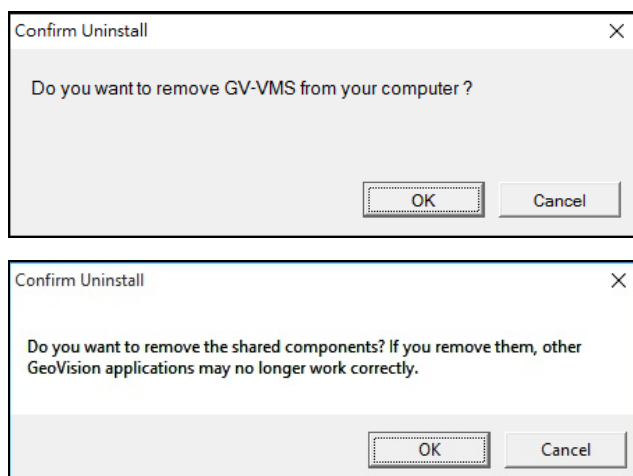 Confirm Uninstall
Do you want to remove GV-VMS from your computer ?
OK Cancel
Confirm Uninstall
Do you want to remove the shared components? If you remove them, other
GeoVision applications may no longer work correctly.
OK Cancel